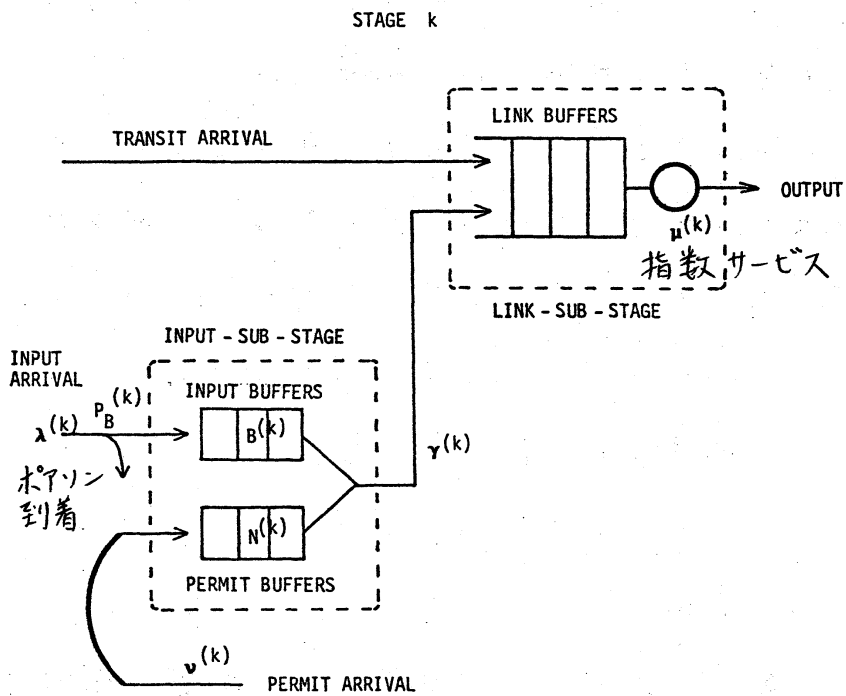 STAGE k
LINK BUFFERS
TRANSIT ARRIVAL
OUTPUT
μ(k)
指数サービス
LINK-SUB-STAGE
INPUT-SUB-STAGE
INPUT ARRIVAL
INPUT BUFFERS
P_B(k)
λ(k)
B(k)
γ(k)
ポアソン
到着
N(k)
PERMIT BUFFERS
ν(k)
PERMIT ARRIVAL